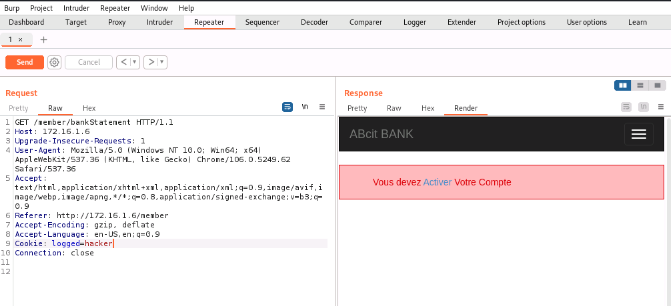 Burp Project Intruder Repeater Window Help
Dashboard Target Proxy Intruder Repeater Sequencer Decoder Comparer Logger Extender Project options User options Learn
1 × +
Send Cancel < >
Request
Pretty Raw Hex \n
1 GET /member/bankStatement HTTP/1.1
2 Host: 172.16.1.6
3 Upgrade-Insecure-Requests: 1
4 User-Agent: Mozilla/5.0 (Windows NT 10.0; Win64; x64)
AppleWebKit/537.36 (KHTML, like Gecko) Chrome/106.0.5249.62
Safari/537.36
5 Accept:
text/html,application/xhtml+xml,application/xml;q=0.9,image/avif,i
mage/webp,image/apng,*/*;q=0.8,application/signed-exchange;v=b3;q=
0.9
6 Referer: http://172.16.1.6/member
7 Accept-Encoding: gzip, deflate
8 Accept-Language: en-US,en;q=0.9
9 Cookie: logged=hacker
10 Connection: close
11
12
Response
Pretty Raw Hex Render \n
ABcit BANK
Vous devez Activer Votre Compte